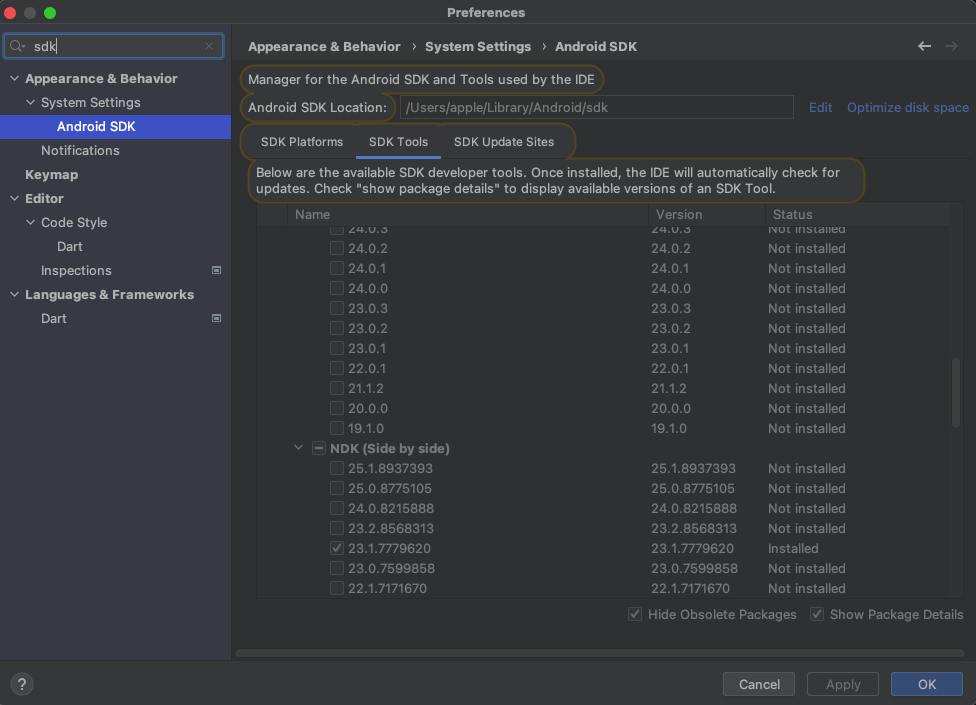 Preferences
sdk
Appearance & Behavior
System Settings
Android SDK
Notifications
Keymap
Editor
Code Style
Dart
Inspections
Languages & Frameworks
Dart
Appearance & Behavior › System Settings › Android SDK
Manager for the Android SDK and Tools used by the IDE
Android SDK Location: /Users/apple/Library/Android/sdk Edit Optimize disk space
SDK Platforms SDK Tools SDK Update Sites
Below are the available SDK developer tools. Once installed, the IDE will automatically check for
updates. Check "show package details" to display available versions of an SDK Tool.
Name Version Status
24.0.3 24.0.3 Not installed
24.0.2 24.0.2 Not installed
24.0.1 24.0.1 Not installed
24.0.0 24.0.0 Not installed
23.0.3 23.0.3 Not installed
23.0.2 23.0.2 Not installed
23.0.1 23.0.1 Not installed
22.0.1 22.0.1 Not installed
21.1.2 21.1.2 Not installed
20.0.0 20.0.0 Not installed
19.1.0 19.1.0 Not installed
NDK (Side by side)
25.1.8937393 25.1.8937393 Not installed
25.0.8775105 25.0.8775105 Not installed
24.0.8215888 24.0.8215888 Not installed
23.2.8568313 23.2.8568313 Not installed
23.1.7779620 23.1.7779620 Installed
23.0.7599858 23.0.7599858 Not installed
22.1.7171670 22.1.7171670 Not installed
Hide Obsolete Packages Show Package Details
? Cancel Apply OK